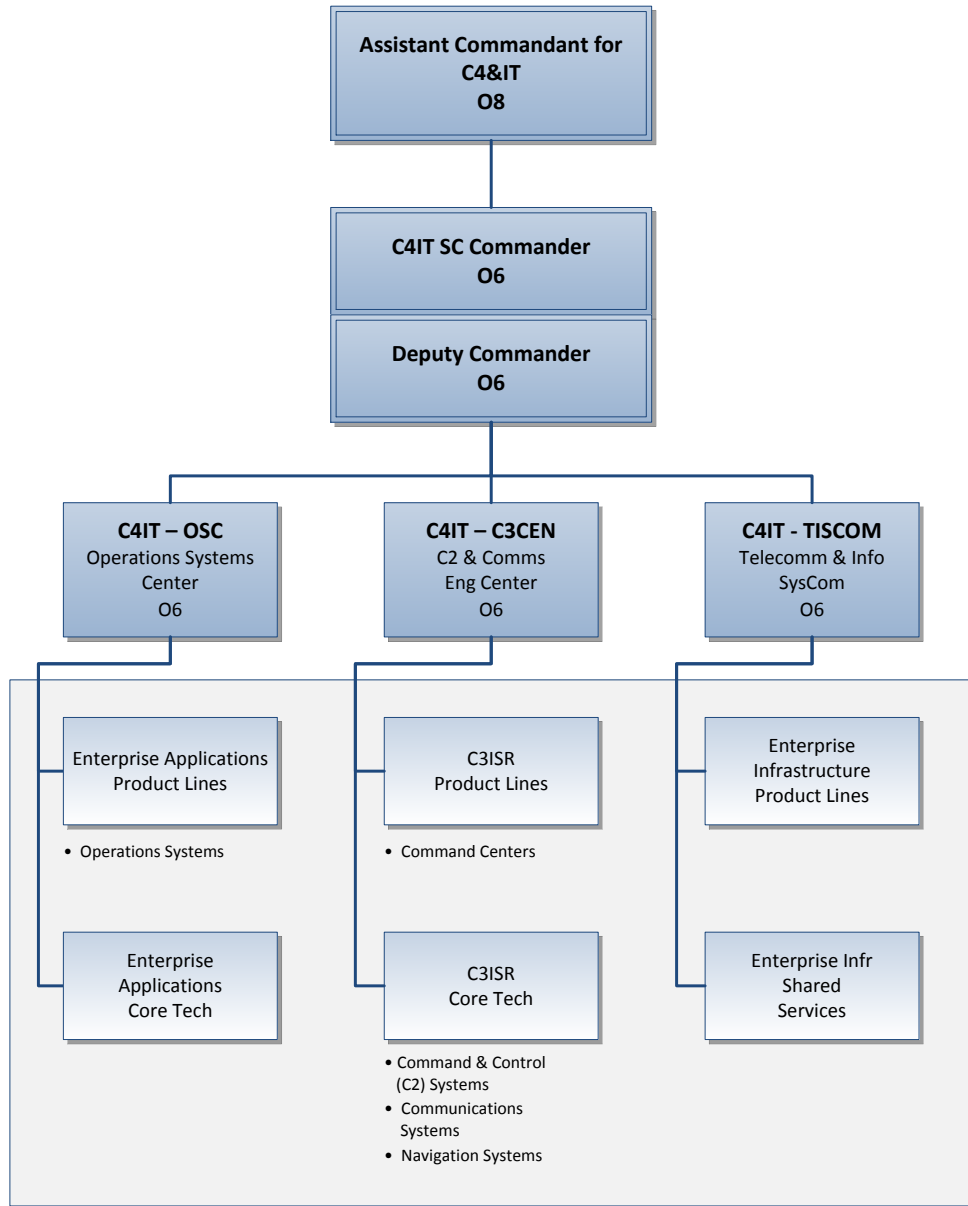 Assistant Commandant for
C4&IT
O8
C4IT SC Commander
O6
Deputy Commander
O6
C4IT – OSC
Operations Systems
Center
O6
C4IT – C3CEN
C2 & Comms
Eng Center
O6
C4IT - TISCOM
Telecomm & Info
SysCom
O6
Enterprise Applications
Product Lines
• Operations Systems
C3ISR
Product Lines
• Command Centers
Enterprise
Infrastructure
Product Lines
Enterprise
Applications
Core Tech
C3ISR
Core Tech
• Command & Control
(C2) Systems
• Communications
Systems
• Navigation Systems
Enterprise Infr
Shared
Services